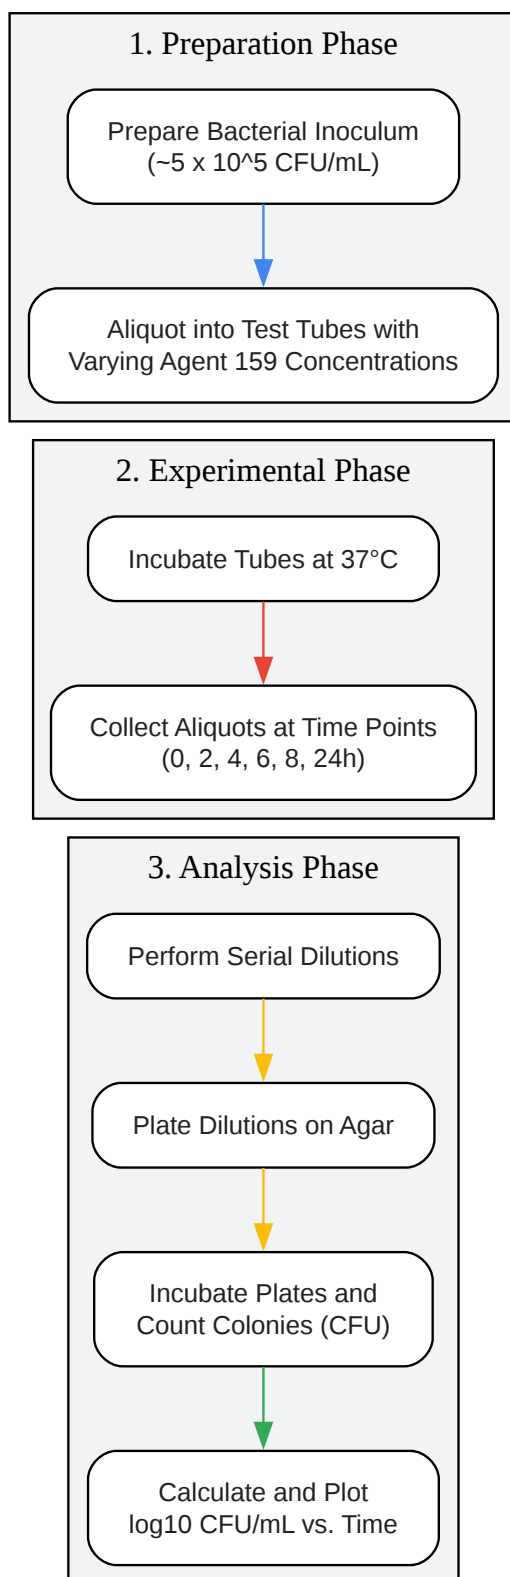 1. Preparation Phase
Prepare Bacterial Inoculum
(~5 x 10^5 CFU/mL)
Aliquot into Test Tubes with
Varying Agent 159 Concentrations
2. Experimental Phase
Incubate Tubes at 37°C
Collect Aliquots at Time Points
(0, 2, 4, 6, 8, 24h)
3. Analysis Phase
Perform Serial Dilutions
Plate Dilutions on Agar
Incubate Plates and
Count Colonies (CFU)
Calculate and Plot
log10 CFU/mL vs. Time